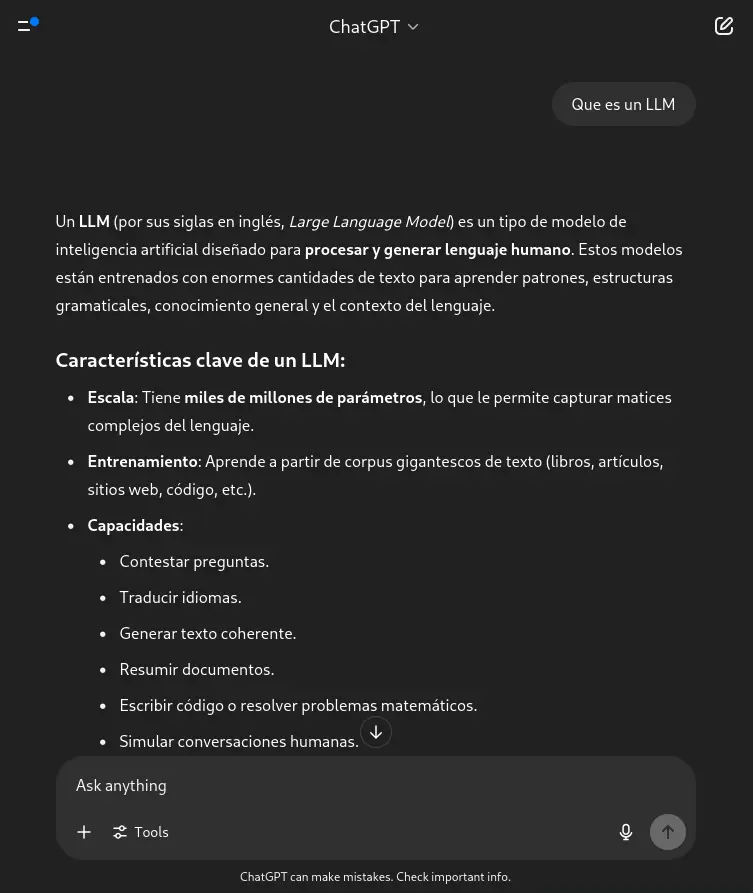 ChatGPT
Que es un LLM
Un LLM (por sus siglas en inglés, Large Language Model) es un tipo de modelo de
inteligencia artificial diseñado para procesar y generar lenguaje humano. Estos modelos
están entrenados con enormes cantidades de texto para aprender patrones, estructuras
gramaticales, conocimiento general y el contexto del lenguaje.
Características clave de un LLM:
• Escala: Tiene miles de millones de parámetros, lo que le permite capturar matices
complejos del lenguaje.
• Entrenamiento: Aprende a partir de corpus gigantescos de texto (libros, artículos,
sitios web, código, etc.).
• Capacidades:
• Contestar preguntas.
• Traducir idiomas.
• Generar texto coherente.
• Resumir documentos.
• Escribir código o resolver problemas matemáticos.
• Simular conversaciones humanas.
Ask anything
Tools
ChatGPT can make mistakes. Check important info.